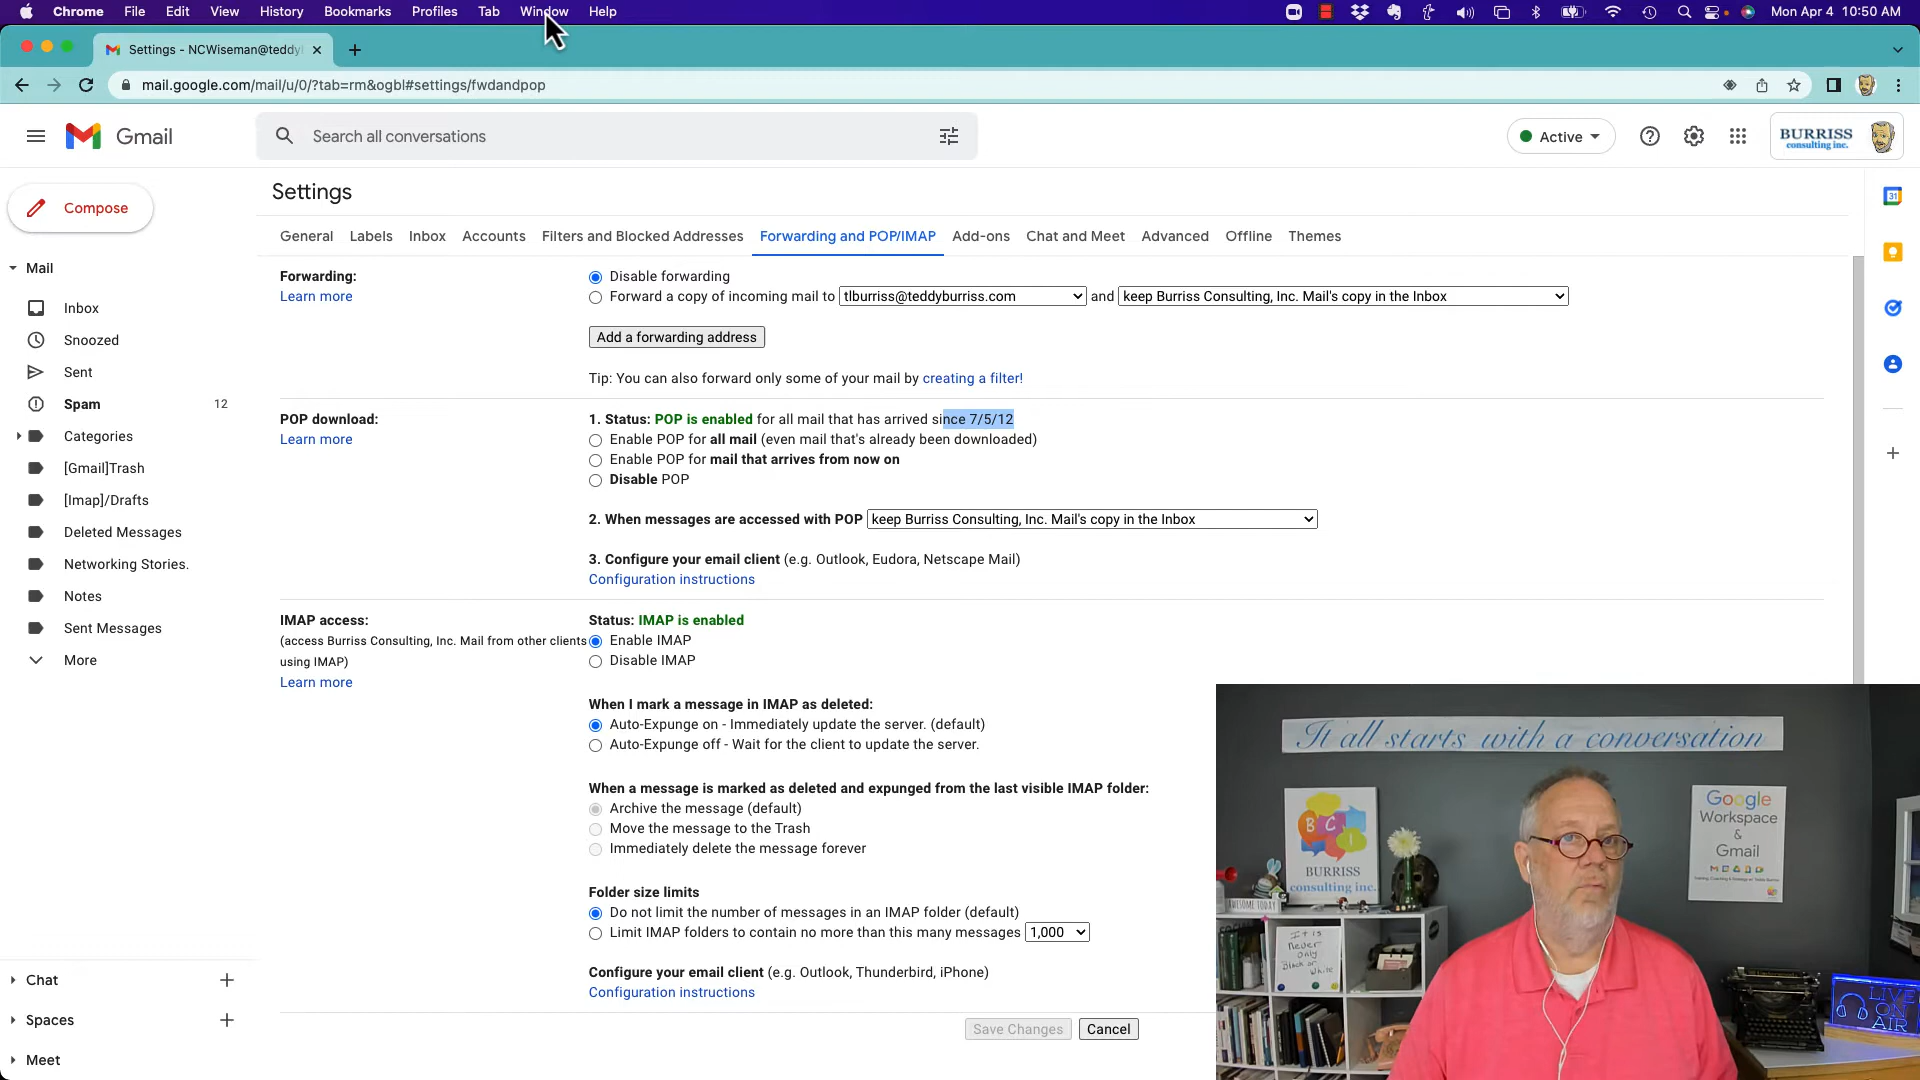 Chrome File Edit View History Bookmarks Profiles Tab Window Help Mon Apr 4 10:50 AM
Settings - NCWiseman@teddy
mail.google.com/mail/u/0/?tab=rm&ogbl#settings/fwdandpop
Gmail Search all conversations Active BURRISS
consulting inc.
Settings
Compose
General Labels Inbox Accounts Filters and Blocked Addresses Forwarding and POP/IMAP Add-ons Chat and Meet Advanced Offline Themes
Mail
Inbox
Snoozed
Sent
Spam 12
Categories
[Gmail]Trash
[Imap]/Drafts
Deleted Messages
Networking Stories.
Notes
Sent Messages
More
Chat
Spaces
Meet
Forwarding:
Learn more
Disable forwarding
Forward a copy of incoming mail to tlburriss@teddyburriss.com and keep Burriss Consulting, Inc. Mail's copy in the Inbox
Add a forwarding address
Tip: You can also forward only some of your mail by creating a filter!
POP download:
Learn more
1. Status: POP is enabled for all mail that has arrived since 7/5/12
Enable POP for all mail (even mail that's already been downloaded)
Enable POP for mail that arrives from now on
Disable POP
2. When messages are accessed with POP keep Burriss Consulting, Inc. Mail's copy in the Inbox
3. Configure your email client (e.g. Outlook, Eudora, Netscape Mail)
Configuration instructions
IMAP access:
(access Burriss Consulting, Inc. Mail from other clients
using IMAP)
Learn more
Status: IMAP is enabled
Enable IMAP
Disable IMAP
When I mark a message in IMAP as deleted:
Auto-Expunge on - Immediately update the server. (default)
Auto-Expunge off - Wait for the client to update the server.
When a message is marked as deleted and expunged from the last visible IMAP folder:
Archive the message (default)
Move the message to the Trash
Immediately delete the message forever
Folder size limits
Do not limit the number of messages in an IMAP folder (default)
Limit IMAP folders to contain no more than this many messages 1,000
Configure your email client (e.g. Outlook, Thunderbird, iPhone)
Configuration instructions
Save Changes Cancel
31
It all starts with a conversation
B C I
BURRISS
consulting inc.
Google
Workspace
&
Gmail
AWESOME TODAY
It is
Never
Only
Black or
White
LIVE
ON
AIR